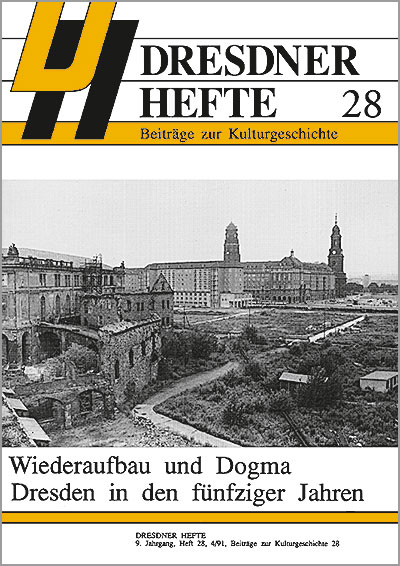 DH
DRESDNER
HEFTE 28
Beiträge zur Kulturgeschichte
Wiederaufbau und Dogma
Dresden in den fünfziger Jahren
DRESDNER HEFTE
9. Jahrgang, Heft 28, 4/91, Beiträge zur Kulturgeschichte 28